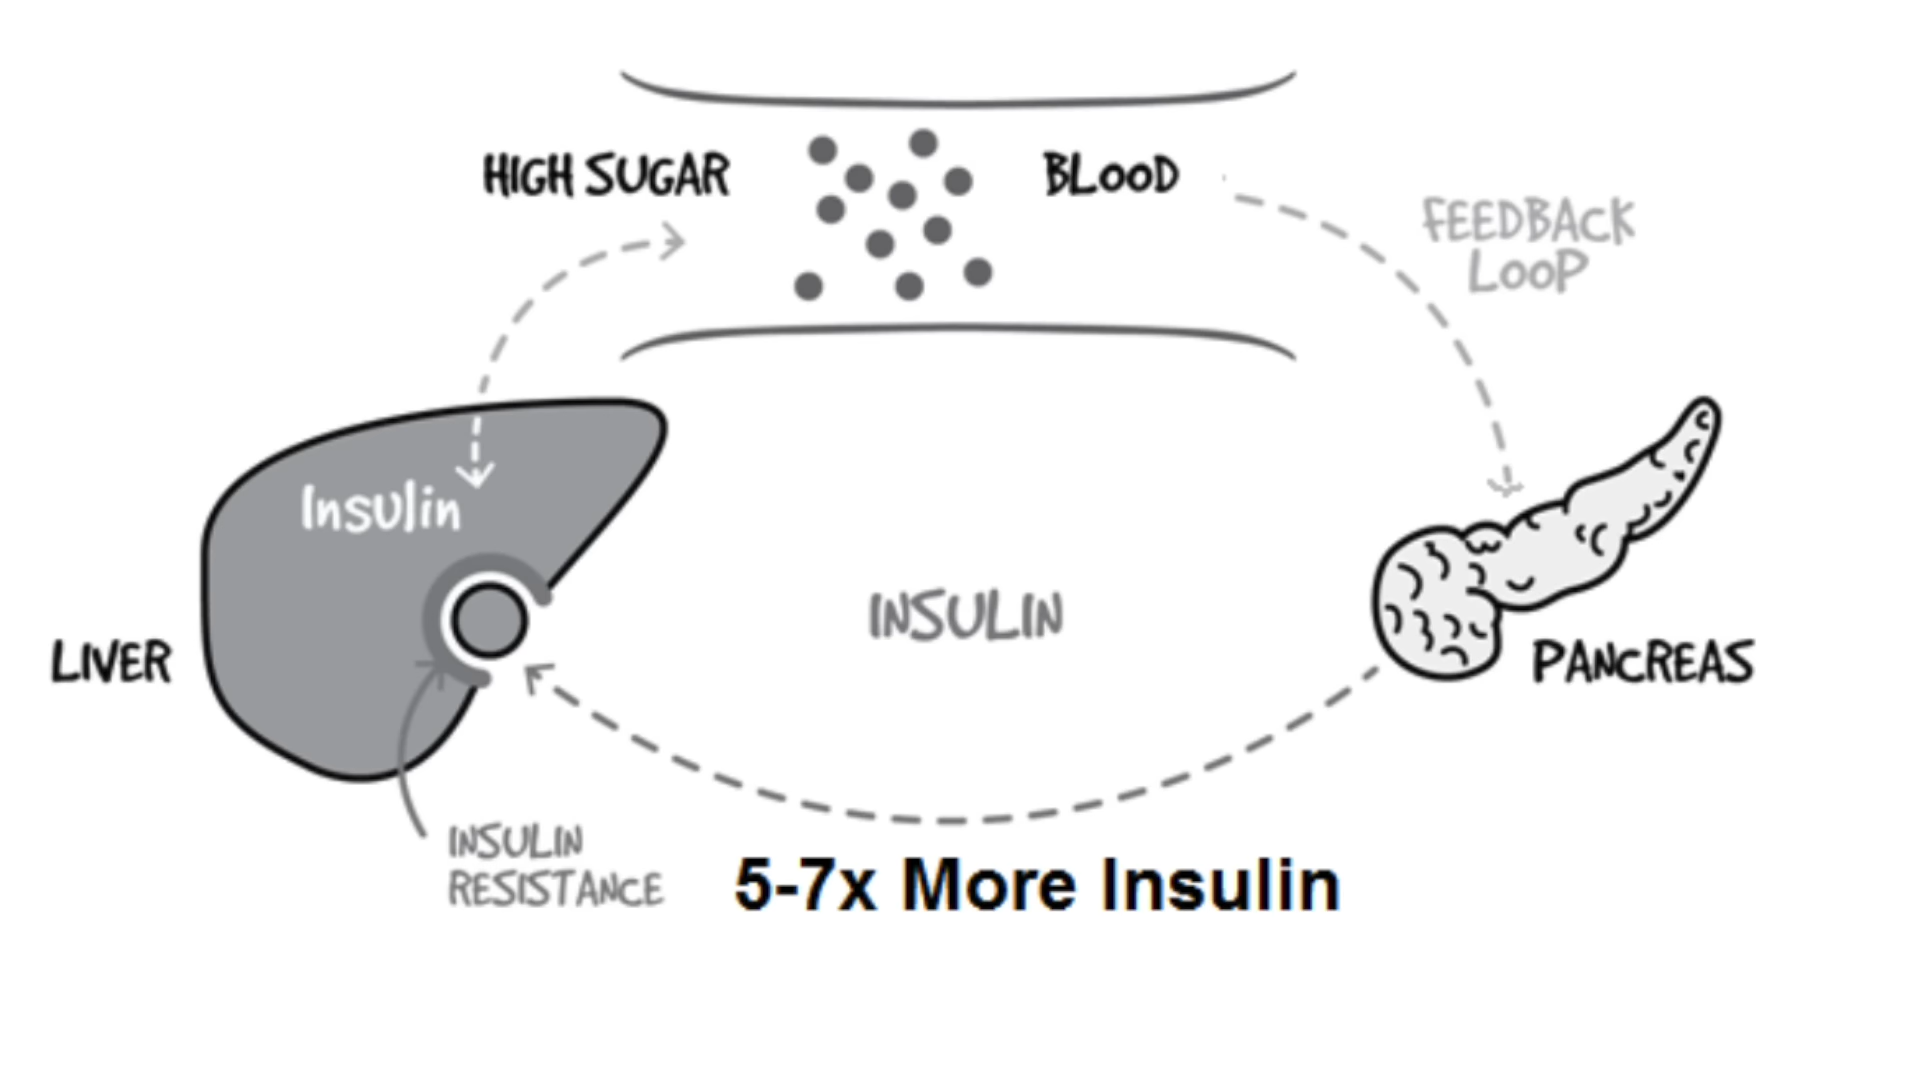 HIGH SUGAR
BLOOD
FEEDBACK
LOOP
Insulin
INSULIN
LIVER
PANCREAS
INSULIN
RESISTANCE
5-7x More Insulin